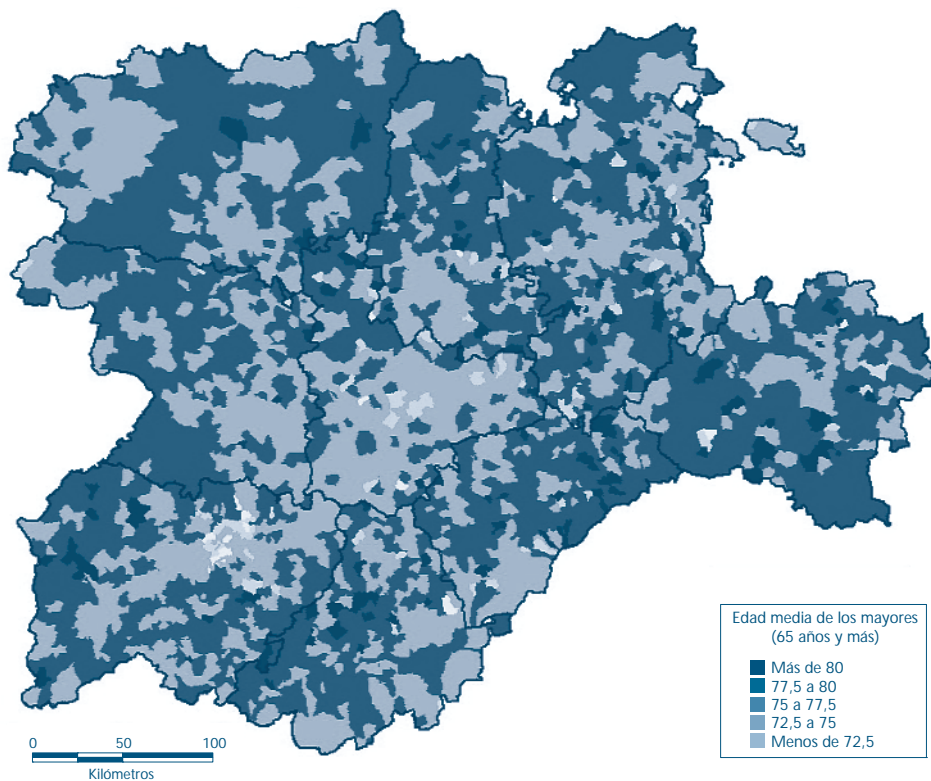 Edad media de los mayores
(65 años y más)
Más de 80
77,5 a 80
75 a 77,5
72,5 a 75
Menos de 72,5
0 50 100
Kilómetros